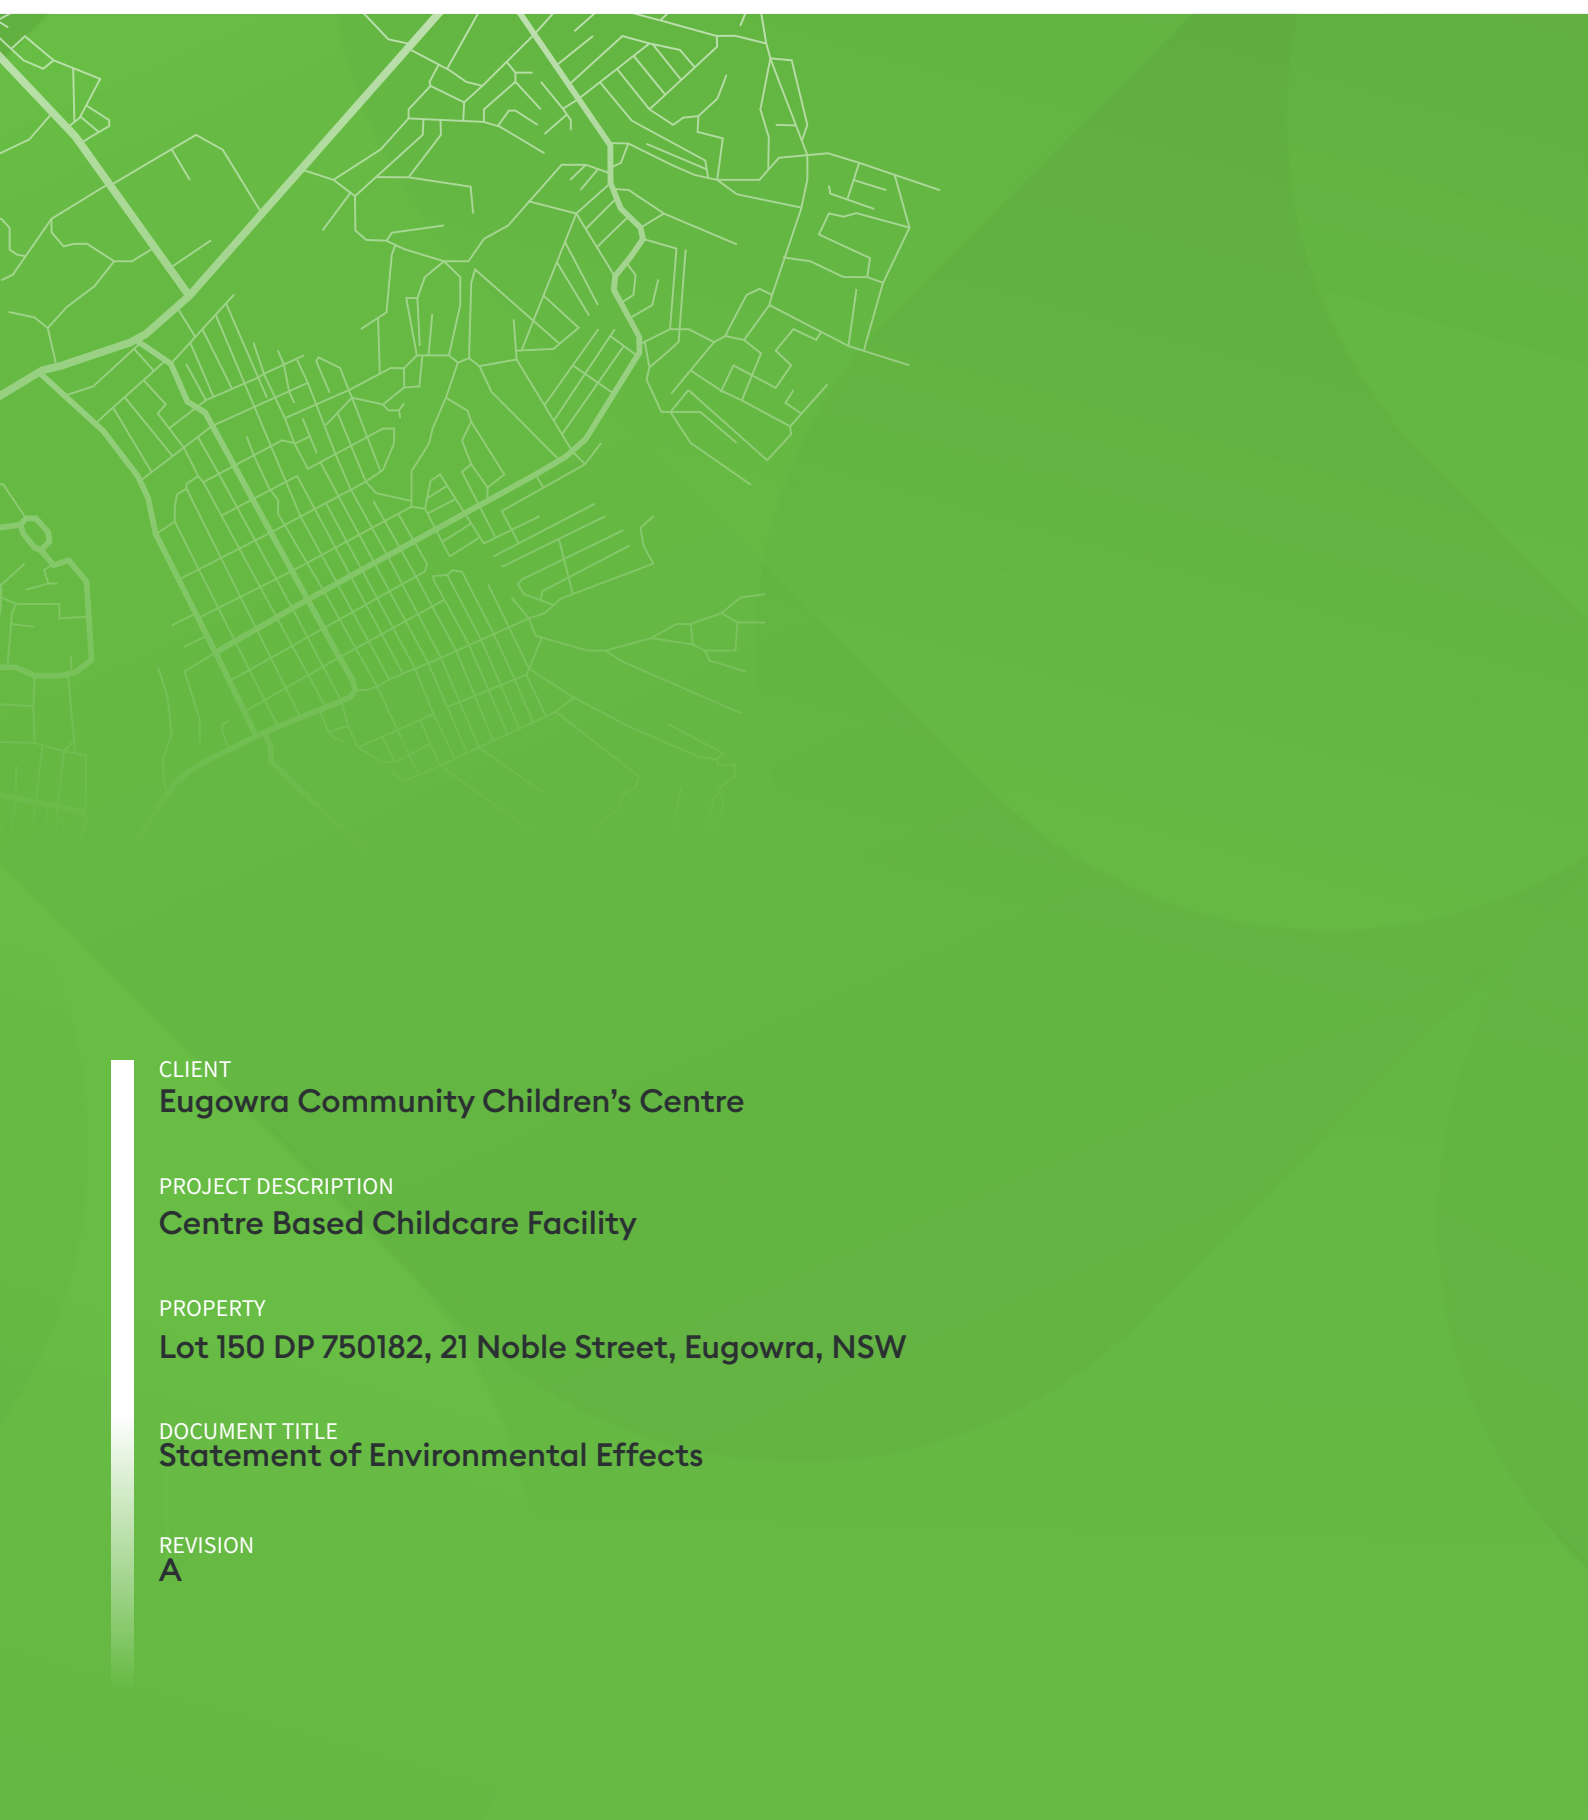 CLIENT
Eugowra Community Children’s Centre
PROJECT DESCRIPTION
Centre Based Childcare Facility
PROPERTY
Lot 150 DP 750182, 21 Noble Street, Eugowra, NSW
DOCUMENT TITLE
Statement of Environmental Effects
REVISION
A